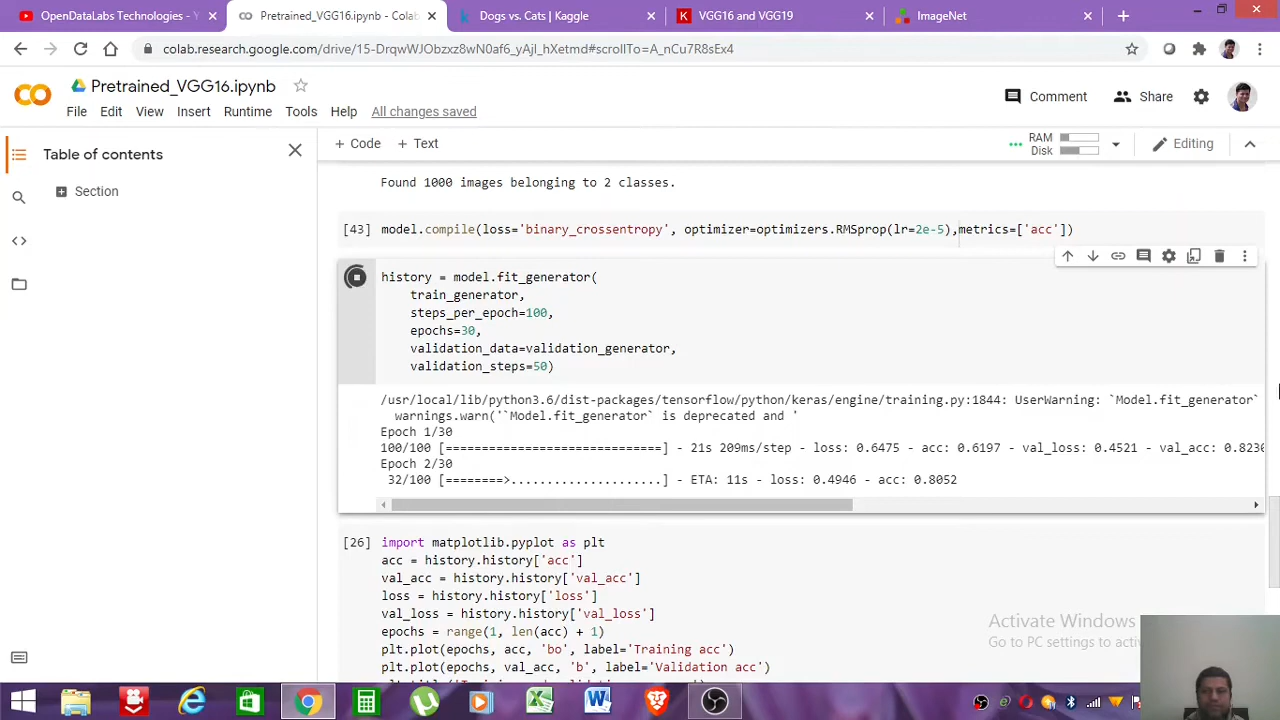 OpenDataLabs Technologies - Y
Pretrained_VGG16.ipynb - Colab
Dogs vs. Cats | Kaggle
VGG16 and VGG19
ImageNet
colab.research.google.com/drive/15-DrqwWJObzxz8wN0af6_yAjI_hXetmd#scrollTo=A_nCu7R8sEx4
Pretrained_VGG16.ipynb
Comment
Share
File Edit View Insert Runtime Tools Help All changes saved
Table of contents
Section
+ Code + Text
RAM
Disk
Editing
Found 1000 images belonging to 2 classes.
[43] model.compile(loss='binary_crossentropy', optimizer=optimizers.RMSprop(lr=2e-5),metrics=['acc'])
history = model.fit_generator(
train_generator,
steps_per_epoch=100,
epochs=30,
validation_data=validation_generator,
validation_steps=50)
/usr/local/lib/python3.6/dist-packages/tensorflow/python/keras/engine/training.py:1844: UserWarning: `Model.fit_generator`
warnings.warn('`Model.fit_generator` is deprecated and '
Epoch 1/30
100/100 [==============================] - 21s 209ms/step - loss: 0.6475 - acc: 0.6197 - val_loss: 0.4521 - val_acc: 0.8230
Epoch 2/30
32/100 [========>.....................] - ETA: 11s - loss: 0.4946 - acc: 0.8052
[26] import matplotlib.pyplot as plt
acc = history.history['acc']
val_acc = history.history['val_acc']
loss = history.history['loss']
val_loss = history.history['val_loss']
epochs = range(1, len(acc) + 1)
plt.plot(epochs, acc, 'bo', label='Training acc')
plt.plot(epochs, val_acc, 'b', label='Validation acc')
Activate Windows
Go to PC settings to activ